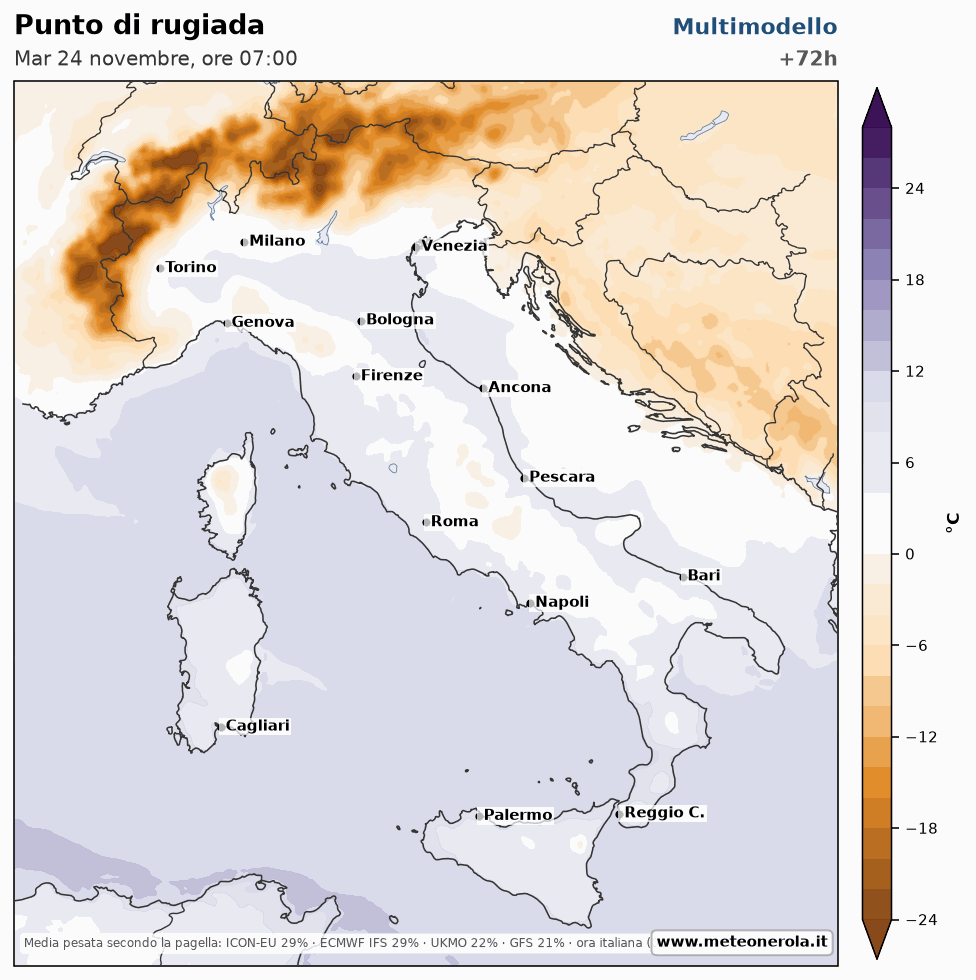 Punto di rugiada
Multimodello
Mar 24 novembre, ore 07:00
+72h
Milano
Venezia
Torino
Genova
Bologna
Firenze
Ancona
Pescara
Roma
Bari
Napoli
Cagliari
Palermo
Reggio C.
24
18
12
6
0
−6
−12
−18
−24
°C
Media pesata secondo la pagella: ICON-EU 29% · ECMWF IFS 29% · UKMO 22% · GFS 21% · ora italiana (
www.meteonerola.it